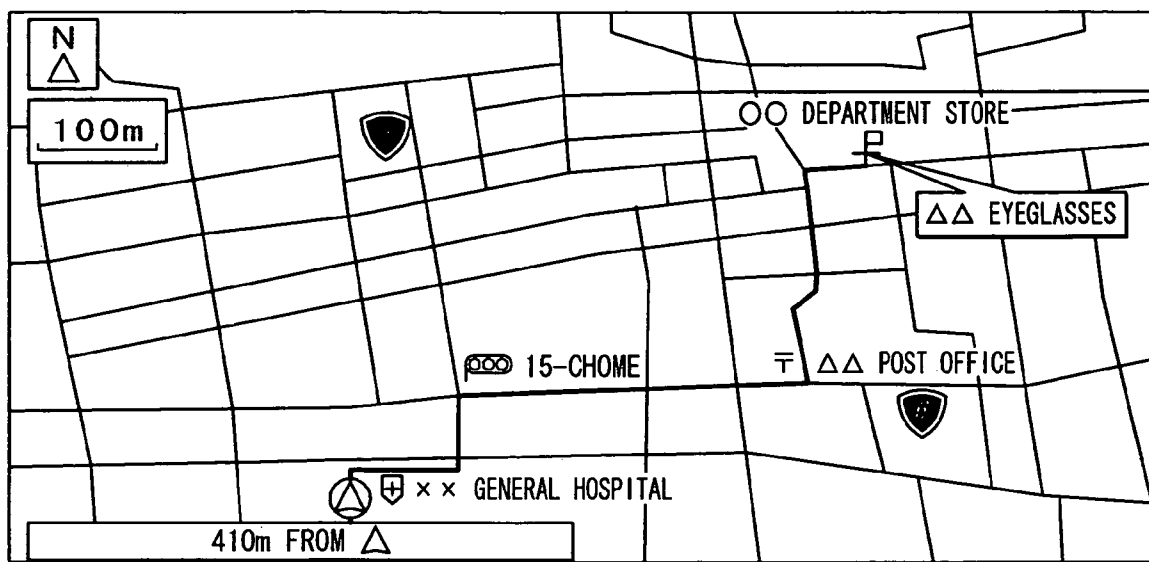 N
100m
○○ DEPARTMENT STORE
△△ EYEGLASSES
15-CHOME
〒 △△ POST OFFICE
×× GENERAL HOSPITAL
410m FROM